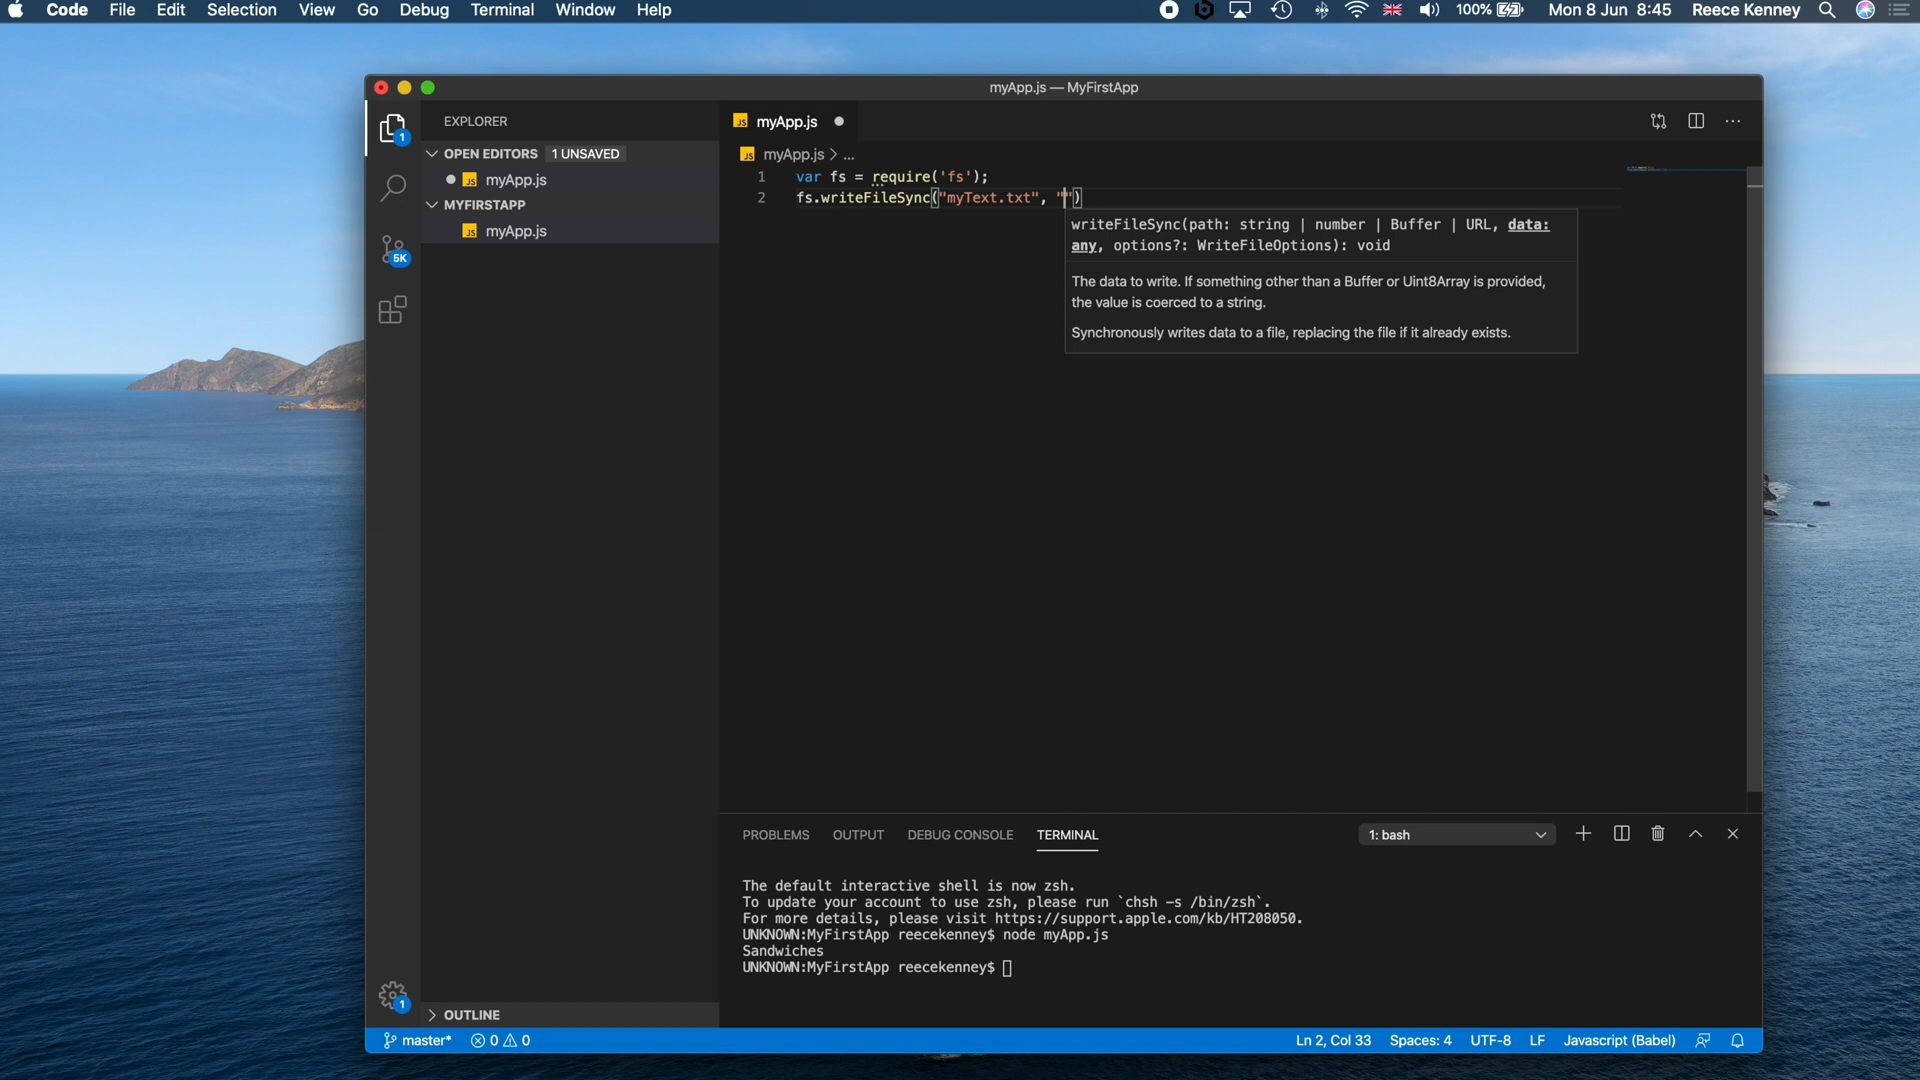 Code File Edit Selection View Go Debug Terminal Window Help 100% Mon 8 Jun 8:45 Reece Kenney
myApp.js — MyFirstApp
EXPLORER
OPEN EDITORS 1 UNSAVED
JS myApp.js
MYFIRSTAPP
JS myApp.js
1
5K
1
OUTLINE
JS myApp.js
JS myApp.js > ...
1 var fs = require('fs');
2 fs.writeFileSync("myText.txt", "")
writeFileSync(path: string | number | Buffer | URL, data:
any, options?: WriteFileOptions): void
The data to write. If something other than a Buffer or Uint8Array is provided,
the value is coerced to a string.
Synchronously writes data to a file, replacing the file if it already exists.
PROBLEMS OUTPUT DEBUG CONSOLE TERMINAL 1: bash
The default interactive shell is now zsh.
To update your account to use zsh, please run `chsh -s /bin/zsh`.
For more details, please visit https://support.apple.com/kb/HT208050.
UNKNOWN:MyFirstApp reecekenney$ node myApp.js
Sandwiches
UNKNOWN:MyFirstApp reecekenney$
master* 0 0 Ln 2, Col 33 Spaces: 4 UTF-8 LF Javascript (Babel)